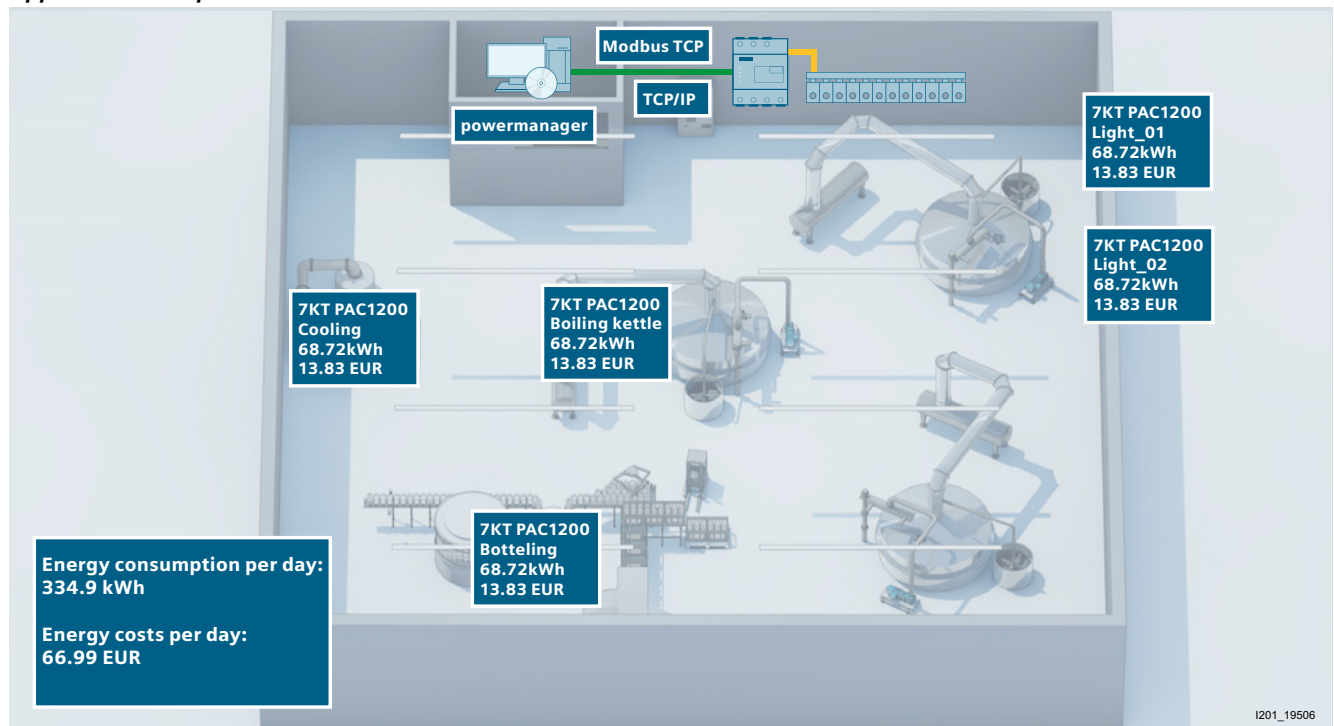 Modbus TCP
TCP/IP
powermanager
7KT PAC1200
Light_01
68.72kWh
13.83 EUR
7KT PAC1200
Light_02
68.72kWh
13.83 EUR
7KT PAC1200
Cooling
68.72kWh
13.83 EUR
7KT PAC1200
Boiling kettle
68.72kWh
13.83 EUR
7KT PAC1200
Botteling
68.72kWh
13.83 EUR
Energy consumption per day:
334.9 kWh
Energy costs per day:
66.99 EUR
I201_19506